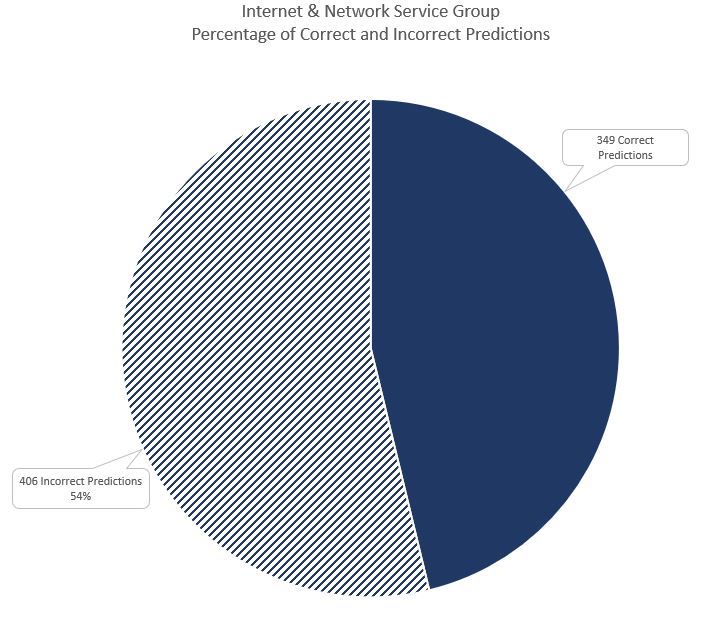 Internet & Network Service Group
Percentage of Correct and Incorrect Predictions
349 Correct
Predictions
406 Incorrect Predictions
54%